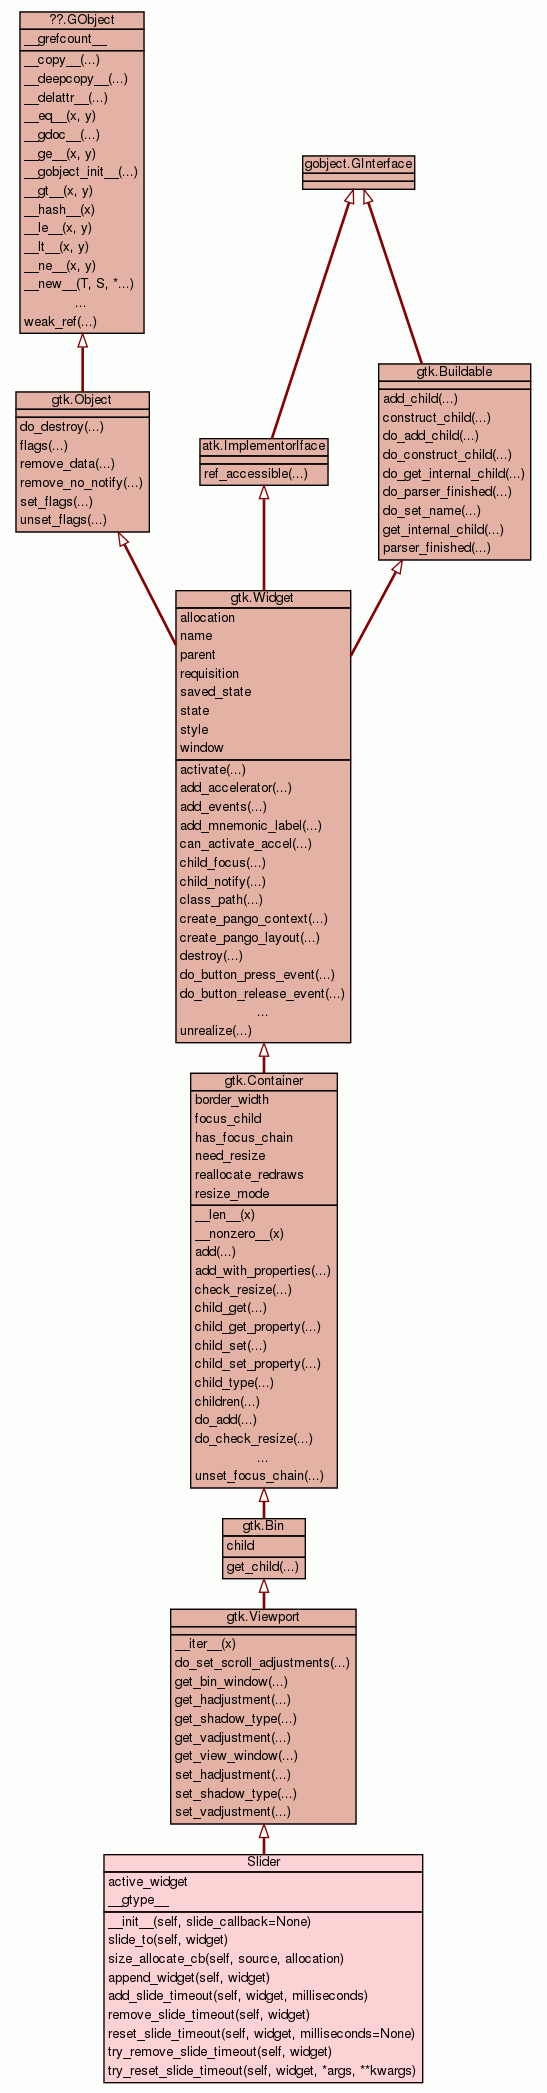 ??.GObject
__grefcount__
__copy__(...)
__deepcopy__(...)
__delattr__(...)
__eq__(x, y)
__gdoc__(...)
__ge__(x, y)
__gobject_init__(...)
__gt__(x, y)
__hash__(x)
__le__(x, y)
__lt__(x, y)
__ne__(x, y)
__new__(T, S, *...)
...
weak_ref(...)
gobject.GInterface
gtk.Object
do_destroy(...)
flags(...)
remove_data(...)
remove_no_notify(...)
set_flags(...)
unset_flags(...)
atk.ImplementorIface
ref_accessible(...)
gtk.Buildable
add_child(...)
construct_child(...)
do_add_child(...)
do_construct_child(...)
do_get_internal_child(...)
do_parser_finished(...)
do_set_name(...)
get_internal_child(...)
parser_finished(...)
gtk.Widget
allocation
name
parent
requisition
saved_state
state
style
window
activate(...)
add_accelerator(...)
add_events(...)
add_mnemonic_label(...)
can_activate_accel(...)
child_focus(...)
child_notify(...)
class_path(...)
create_pango_context(...)
create_pango_layout(...)
destroy(...)
do_button_press_event(...)
do_button_release_event(...)
...
unrealize(...)
gtk.Container
border_width
focus_child
has_focus_chain
need_resize
reallocate_redraws
resize_mode
__len__(x)
__nonzero__(x)
add(...)
add_with_properties(...)
check_resize(...)
child_get(...)
child_get_property(...)
child_set(...)
child_set_property(...)
child_type(...)
children(...)
do_add(...)
do_check_resize(...)
...
unset_focus_chain(...)
gtk.Bin
child
get_child(...)
gtk.Viewport
__iter__(x)
do_set_scroll_adjustments(...)
get_bin_window(...)
get_hadjustment(...)
get_shadow_type(...)
get_vadjustment(...)
get_view_window(...)
set_hadjustment(...)
set_shadow_type(...)
set_vadjustment(...)
Slider
active_widget
__gtype__
__init__(self, slide_callback=None)
slide_to(self, widget)
size_allocate_cb(self, source, allocation)
append_widget(self, widget)
add_slide_timeout(self, widget, milliseconds)
remove_slide_timeout(self, widget)
reset_slide_timeout(self, widget, milliseconds=None)
try_remove_slide_timeout(self, widget)
try_reset_slide_timeout(self, widget, *args, **kwargs)